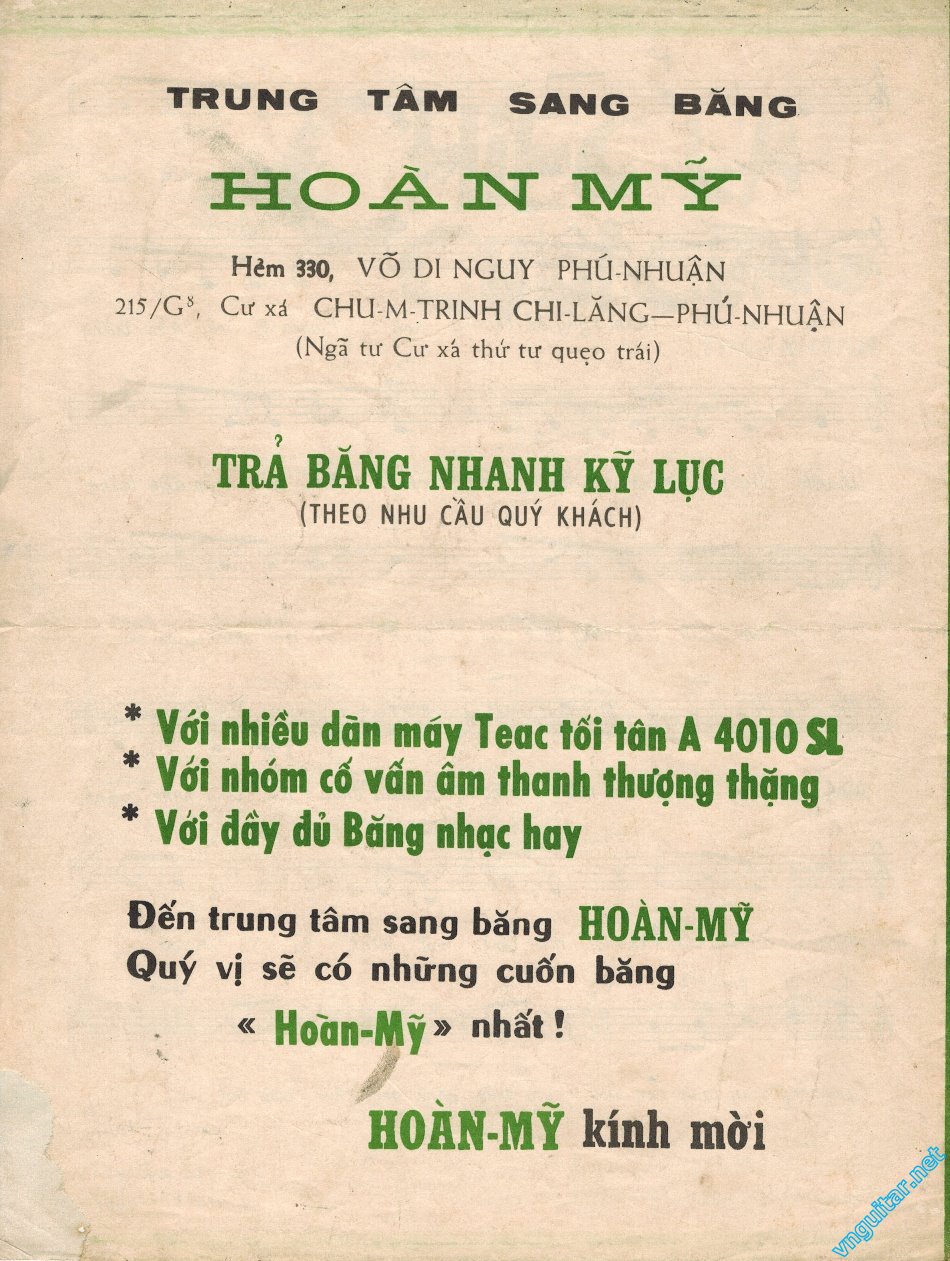 TRUNG TÂM SANG BĂNG
HOÀN MỸ
Hẻm 330, VÕ DI NGUY PHÚ-NHUẬN
215/G⁸, Cư xá CHU-M-TRINH CHI-LĂNG—PHÚ-NHUẬN
(Ngã tư Cư xá thứ tư quẹo trái)
TRẢ BĂNG NHANH KỸ LỤC
(THEO NHU CẦU QUÝ KHÁCH)
* Với nhiều dàn máy Teac tối tân A 4010 SL
* Với nhóm cố vấn âm thanh thượng thặng
* Với đầy đủ Băng nhạc hay
Đến trung tâm sang băng HOÀN-MỸ
Quý vị sẽ có những cuốn băng
« Hoàn-Mỹ » nhất !
HOÀN-MỸ kính mời
vnguitar.net